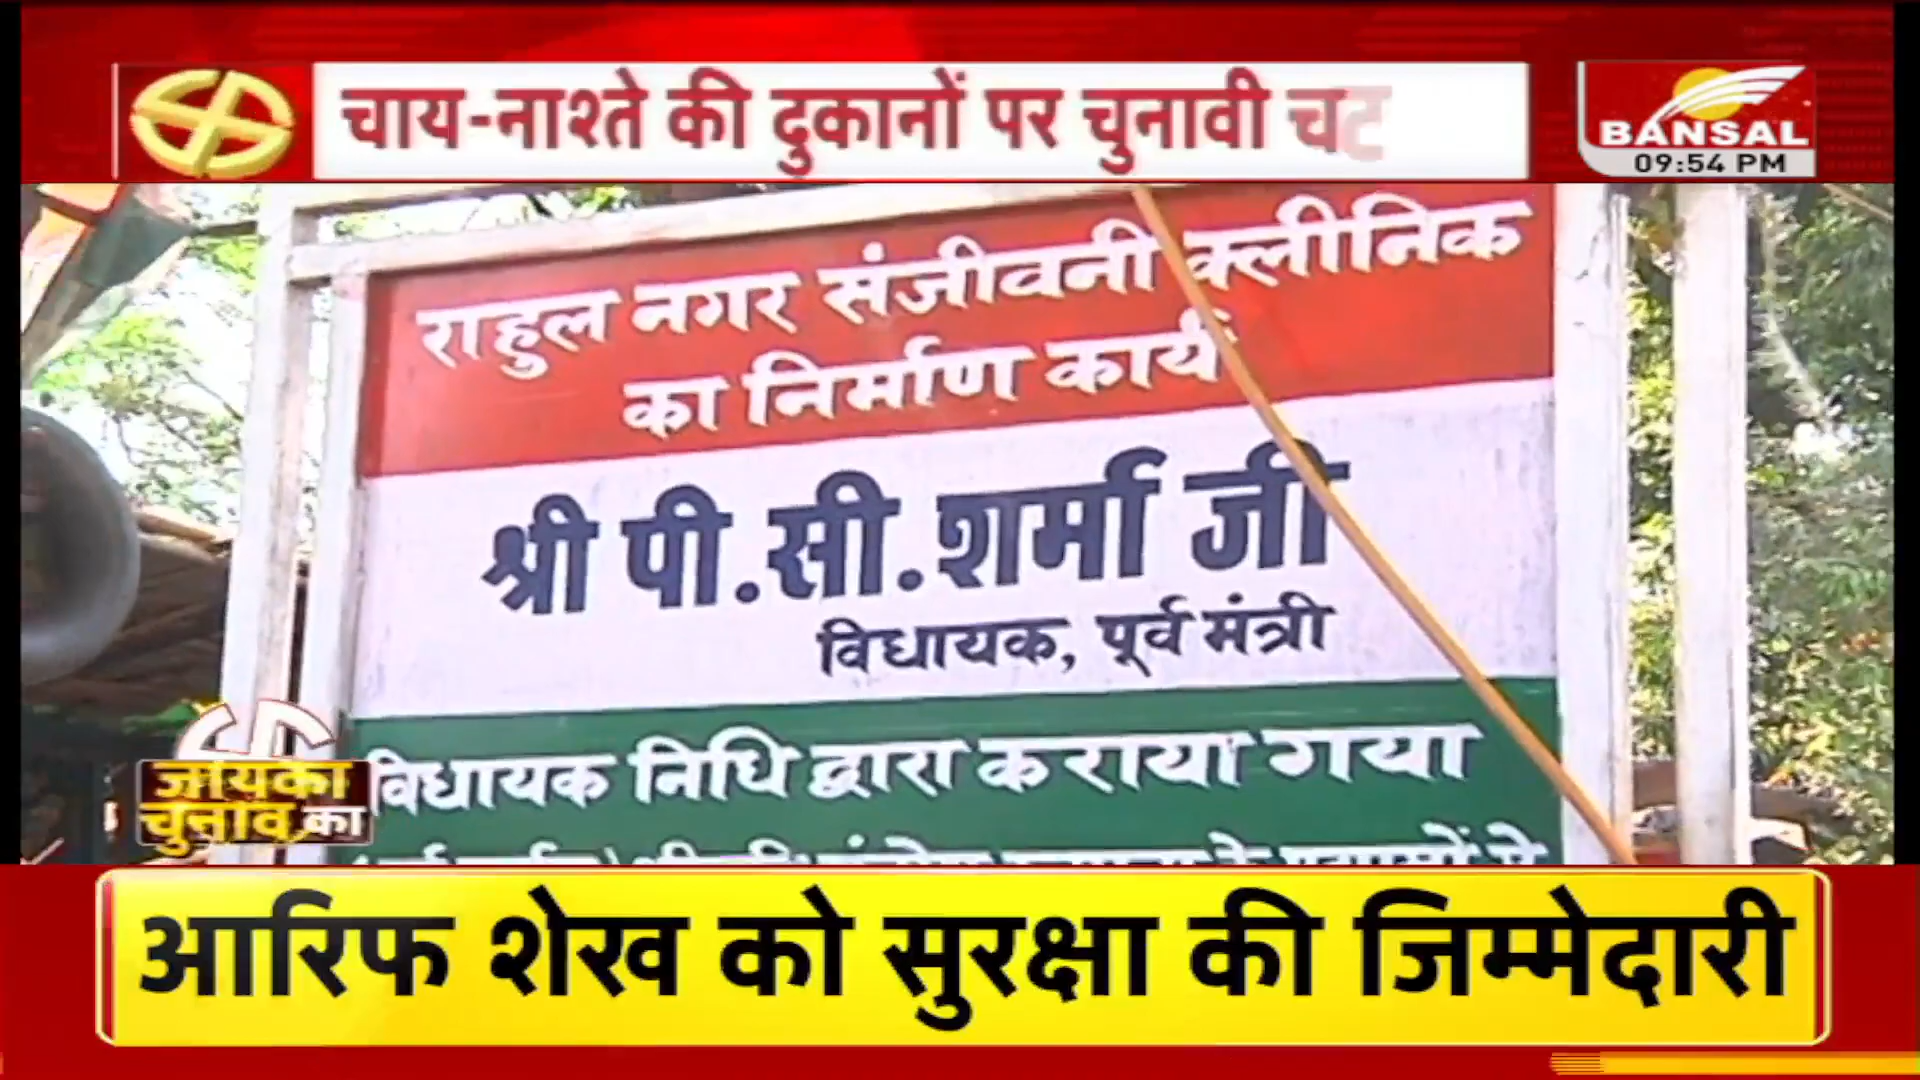 चाय-नाश्ते की दुकानों पर चुनावी चट
BANSAL
09:54 PM
राहुल नगर संजीवनी क्लीनिक
का निर्माण कार्य
श्री पी.सी.शर्मा जी
विधायक, पूर्व मंत्री
विधायक निधि द्वारा कराया गया
जायका
चुनाव का
आरिफ शेख को सुरक्षा की जिम्मेदारी